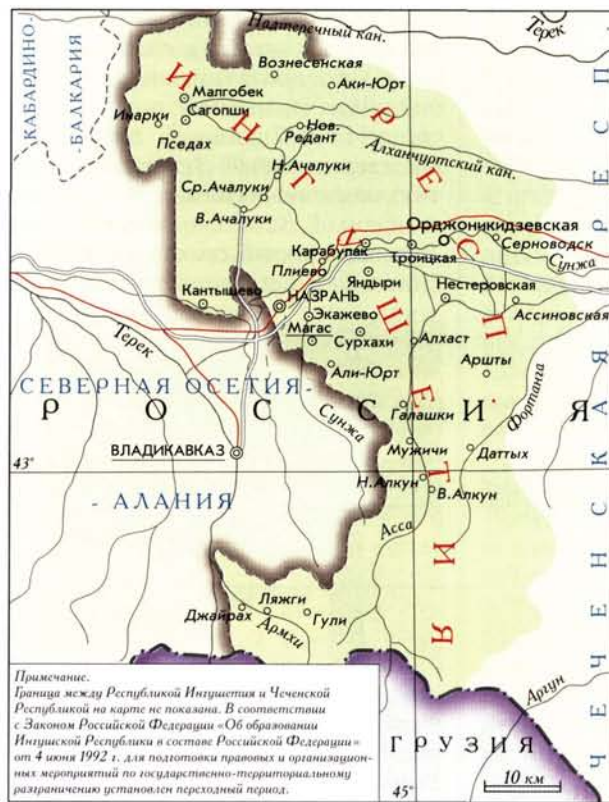 Надтеречный кан.
Терек
КАБАРДИНО-
БАЛКАРИЯ
ИНГУШЕТИЯ
РЕСП.
ЧЕЧЕНСКАЯ РЕСП.
Вознесенская
Малгобек
Аки-Юрт
Сагопши
Инарки
Пседах
Нов.
Редант
Алханчуртский кан.
Н.Ачалуки
Ср.Ачалуки
В.Ачалуки
Орджоникидзевская
Карабулак
Троицкая
Серноводск
Сунжа
Плиево
Яндыри
Нестеровская
Кантышево
НАЗРАНЬ
Ассиновская
Экажево
Магас
Сурхахи
Алхаст
Терек
Али-Юрт
Аршты
СЕВЕРНАЯ ОСЕТИЯ-
Галашки
Фортанга
РОССИЯ
Сунжа
ВЛАДИКАВКАЗ
Мужичи
Даттых
43°
Н.Алкун
В.Алкун
- АЛАНИЯ
Асса
Джайрах
Ляжги
Гули
Армхи
Аргун
ГРУЗИЯ
45°
10 км
Примечание.
Граница между Республикой Ингушетия и Чеченской
Республикой на карте не показана. В соответствии
с Законом Российской Федерации «Об образовании
Ингушской Республики в составе Российской Федерации»
от 4 июня 1992 г. для подготовки правовых и организацион-
ных мероприятий по государственно-территориальному
разграничению установлен переходный период.